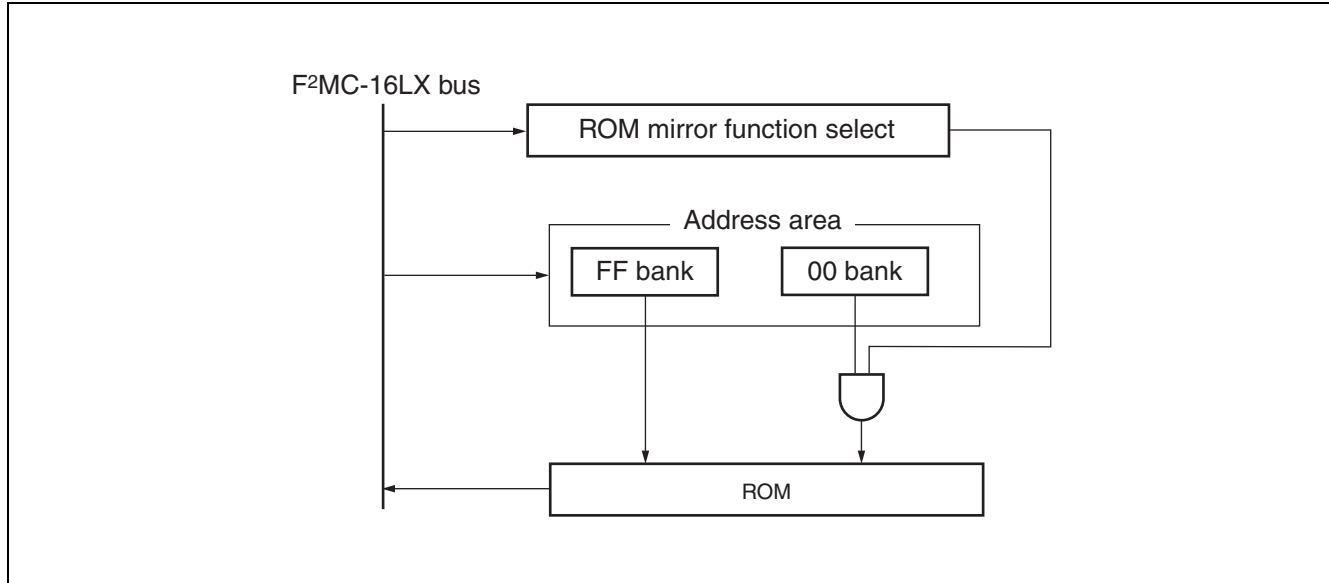 F²MC-16LX bus
ROM mirror function select
Address area
FF bank
00 bank
ROM